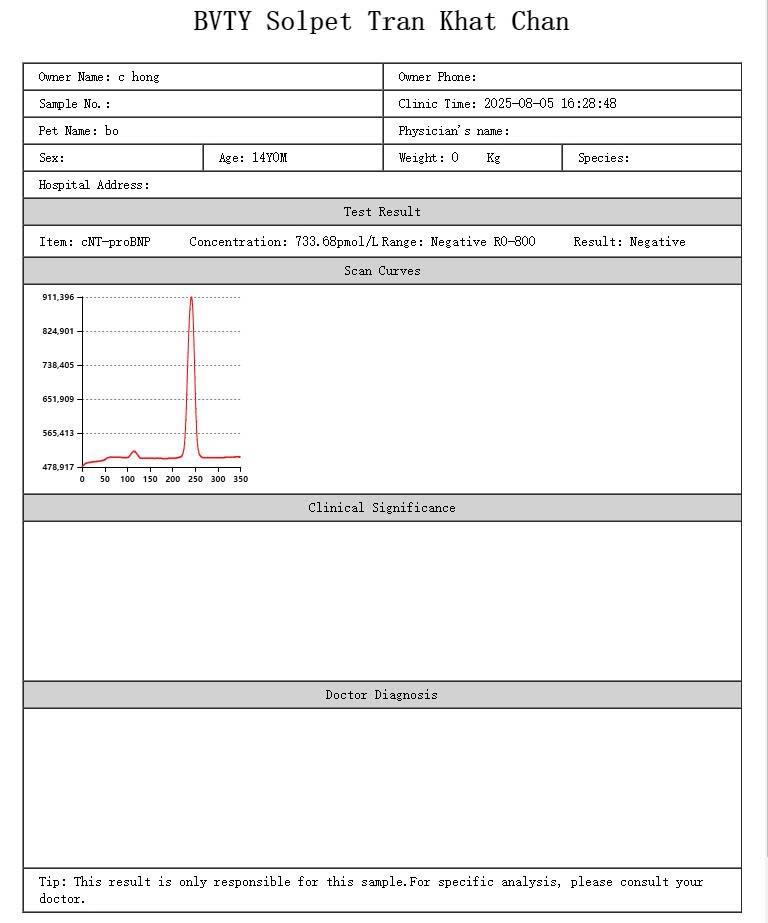 BVTY Solpet Tran Khat Chan
Owner Name: c hong
Owner Phone:
Sample No.:
Clinic Time: 2025-08-05 16:28:48
Pet Name: bo
Physician's name:
Sex:
Age: 14Y0M
Weight: 0 Kg
Species:
Hospital Address:
Test Result
Item: cNT-proBNP Concentration: 733.68pmol/L Range: Negative R0-800 Result: Negative
Scan Curves
911,396
824,901
738,405
651,909
565,413
478,917
0 50 100 150 200 250 300 350
Clinical Significance
Doctor Diagnosis
Tip: This result is only responsible for this sample.For specific analysis, please consult your
doctor.